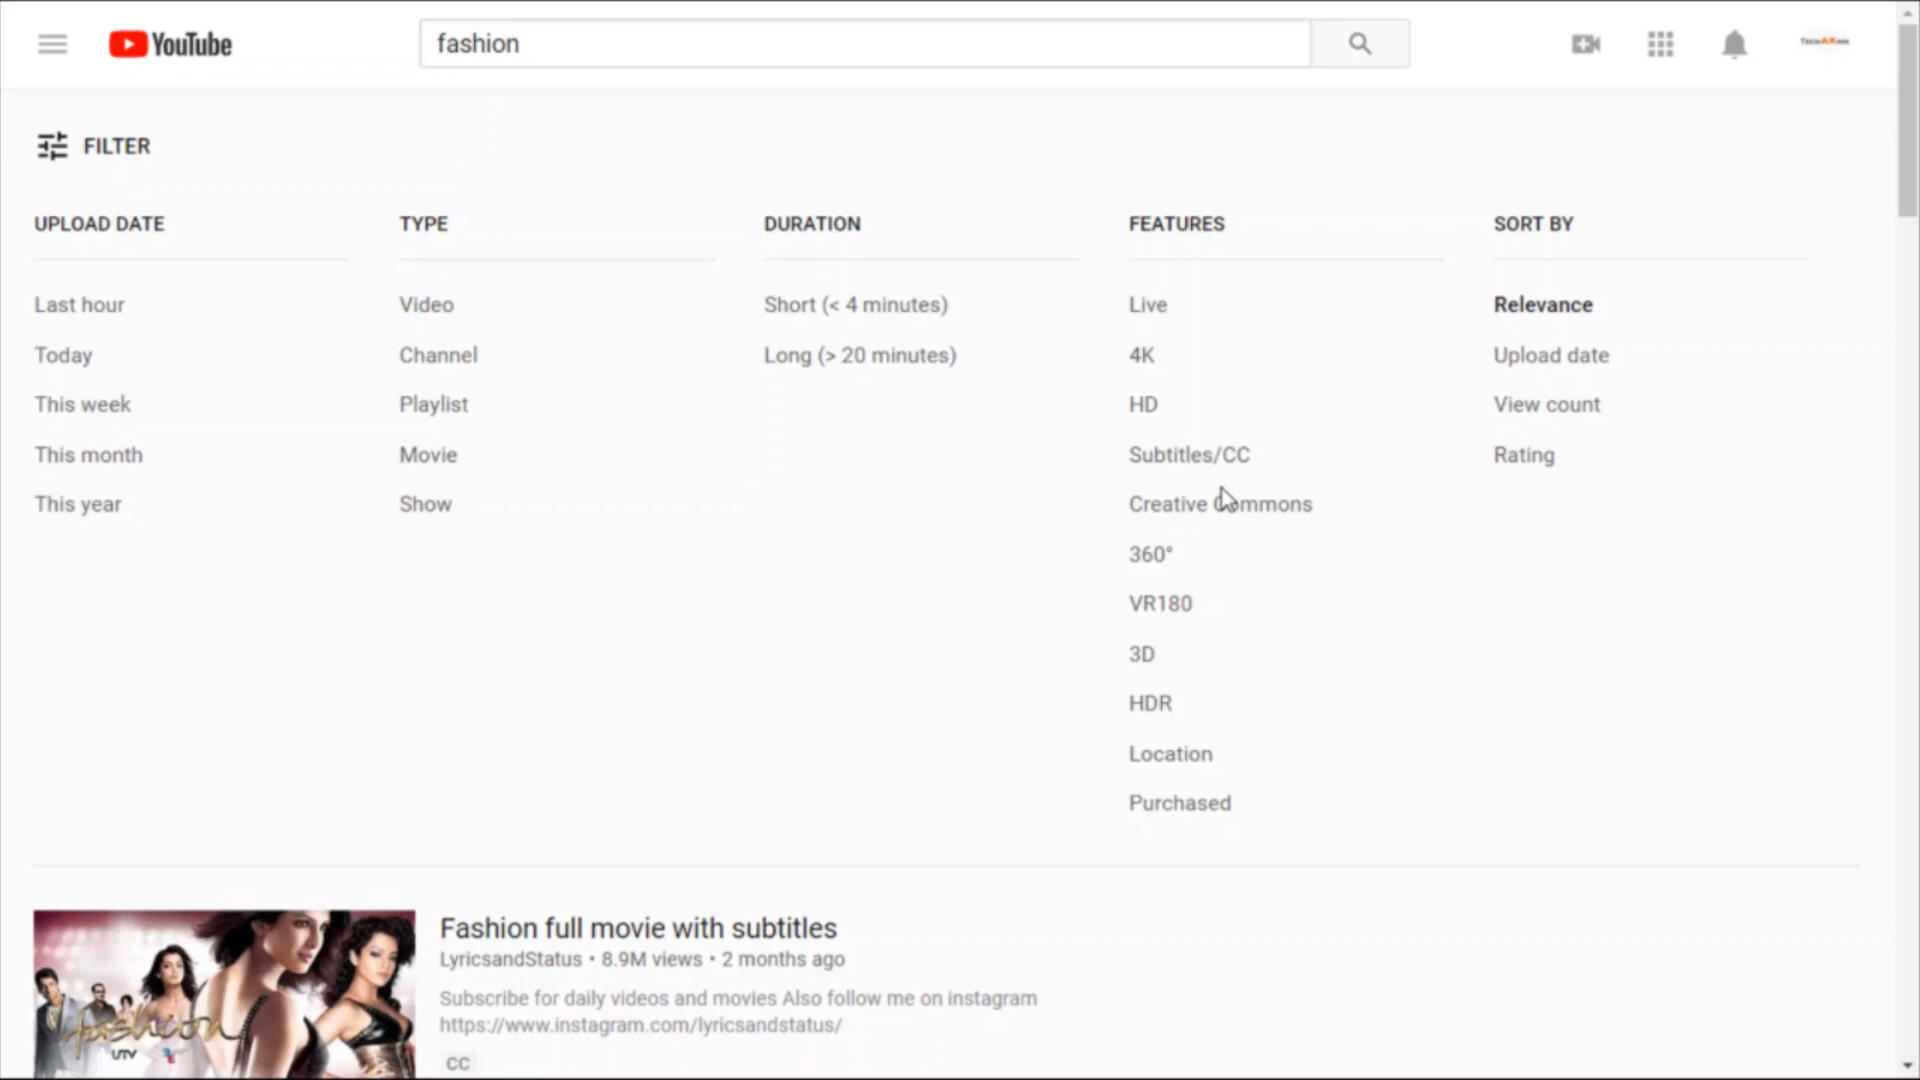 YouTube
fashion
TECHAKMK
FILTER
UPLOAD DATE
Last hour
Today
This week
This month
This year
TYPE
Video
Channel
Playlist
Movie
Show
DURATION
Short (< 4 minutes)
Long (> 20 minutes)
FEATURES
Live
4K
HD
Subtitles/CC
Creative Commons
360°
VR180
3D
HDR
Location
Purchased
SORT BY
Relevance
Upload date
View count
Rating
fashion
UTV
Fashion full movie with subtitles
LyricsandStatus • 8.9M views • 2 months ago
Subscribe for daily videos and movies Also follow me on instagram
https://www.instagram.com/lyricsandstatus/
CC